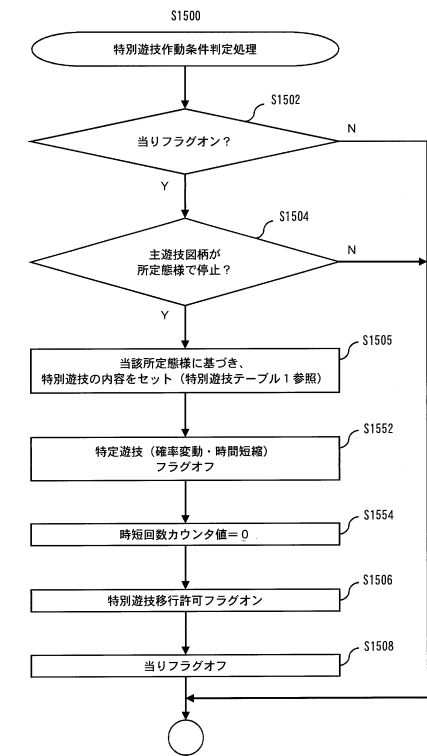 S1500
特別遊技作動条件判定処理
S1502
当りフラグオン？
N
Y
S1504
主遊技図柄が
所定態様で停止？
N
Y
S1505
当該所定態様に基づき、
特別遊技の内容をセット（特別遊技テーブル１参照）
S1552
特定遊技（確率変動・時間短縮）
フラグオフ
S1554
時短回数カウンタ値＝０
S1506
特別遊技移行許可フラグオン
S1508
当りフラグオフ